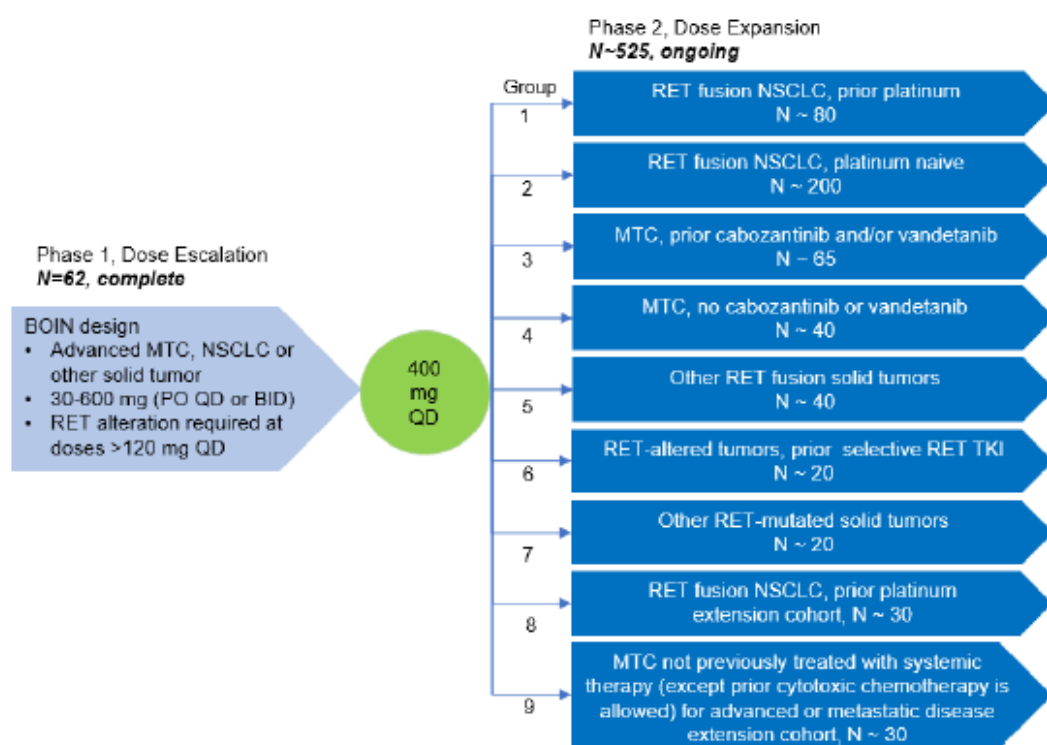 Phase 2, Dose Expansion
N~525, ongoing
Group
1
RET fusion NSCLC, prior platinum
N ~ 80
2
RET fusion NSCLC, platinum naive
N ~ 200
3
MTC, prior cabozantinib and/or vandetanib
N ~ 65
4
MTC, no cabozantinib or vandetanib
N ~ 40
5
Other RET fusion solid tumors
N ~ 40
6
RET-altered tumors, prior selective RET TKI
N ~ 20
7
Other RET-mutated solid tumors
N ~ 20
8
RET fusion NSCLC, prior platinum
extension cohort, N ~ 30
9
MTC not previously treated with systemic
therapy (except prior cytotoxic chemotherapy is
allowed) for advanced or metastatic disease
extension cohort, N ~ 30
Phase 1, Dose Escalation
N=62, complete
BOIN design
• Advanced MTC, NSCLC or
other solid tumor
• 30-600 mg (PO QD or BID)
• RET alteration required at
doses >120 mg QD
400
mg
QD